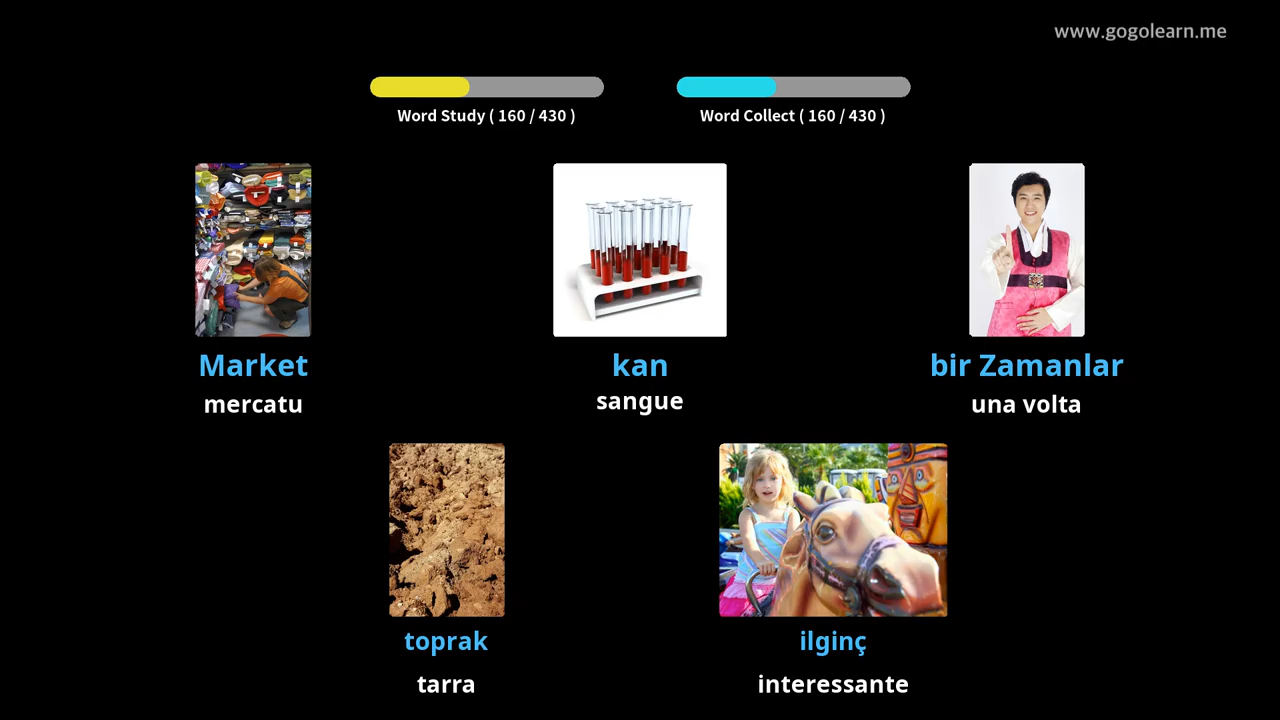 www.gogolearn.me
Word Study ( 160 / 430 )
Word Collect ( 160 / 430 )
Market
kan
bir Zamanlar
mercatu
sangue
una volta
toprak
ilginç
tarra
interessante